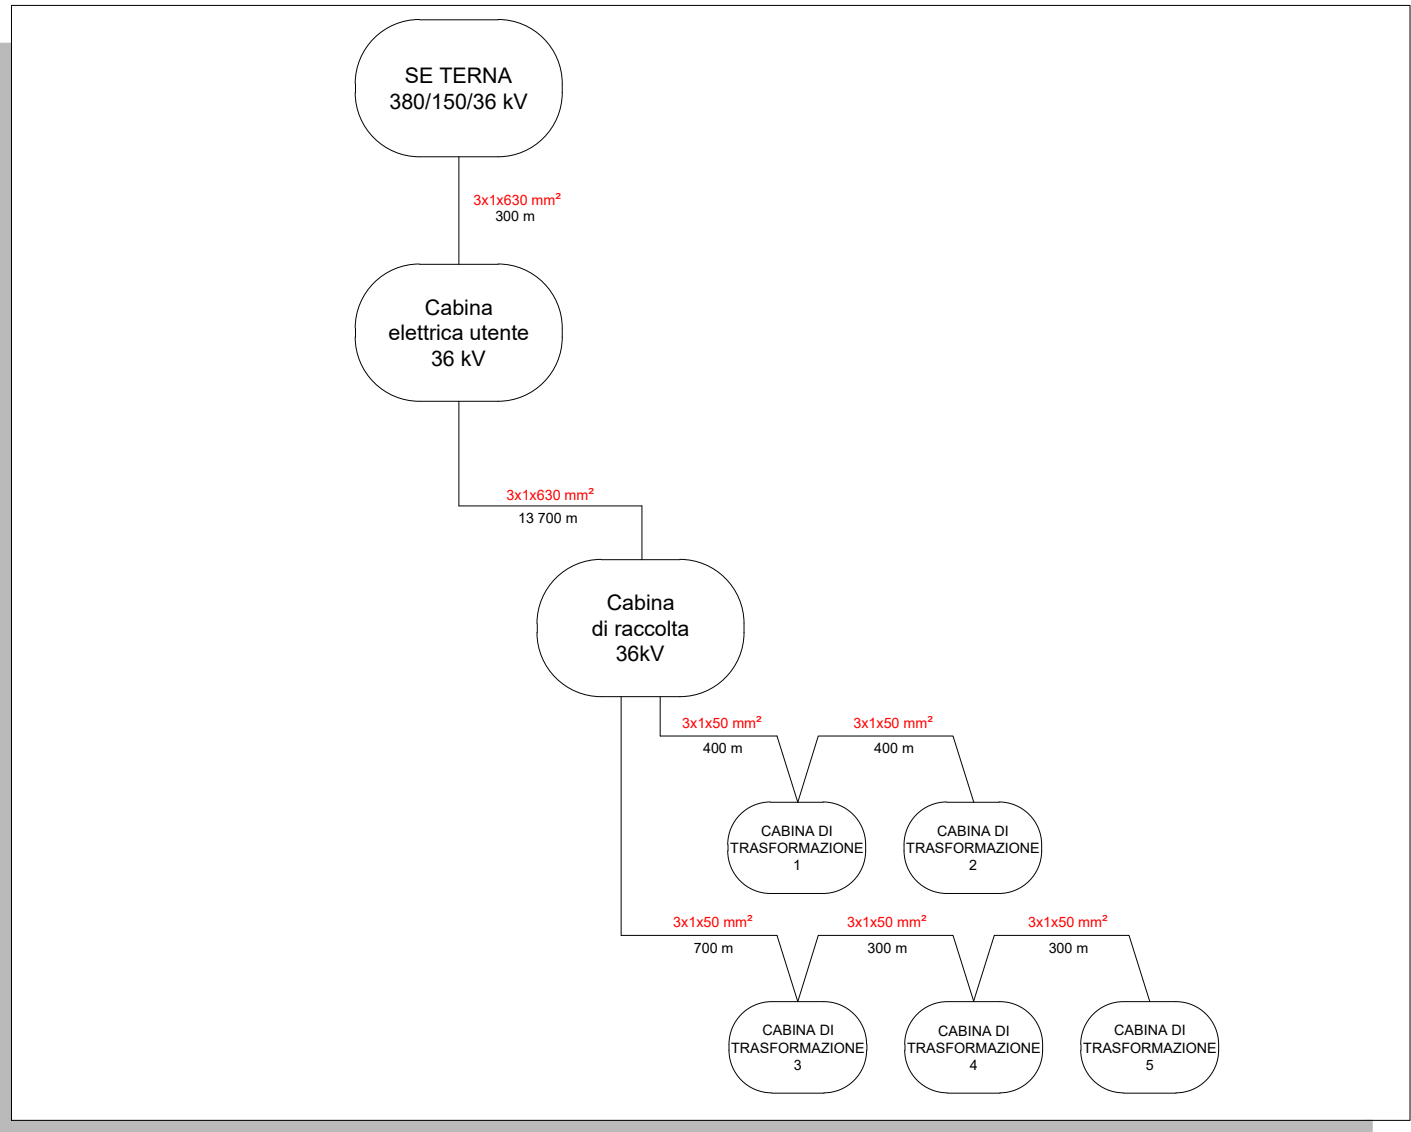 SE TERNA
380/150/36 kV
3x1x630 mm²
300 m
Cabina
elettrica utente
36 kV
3x1x630 mm²
13 700 m
Cabina
di raccolta
36kV
3x1x50 mm²
400 m
3x1x50 mm²
400 m
CABINA DI
TRASFORMAZIONE
1
CABINA DI
TRASFORMAZIONE
2
3x1x50 mm²
700 m
3x1x50 mm²
300 m
3x1x50 mm²
300 m
CABINA DI
TRASFORMAZIONE
3
CABINA DI
TRASFORMAZIONE
4
CABINA DI
TRASFORMAZIONE
5